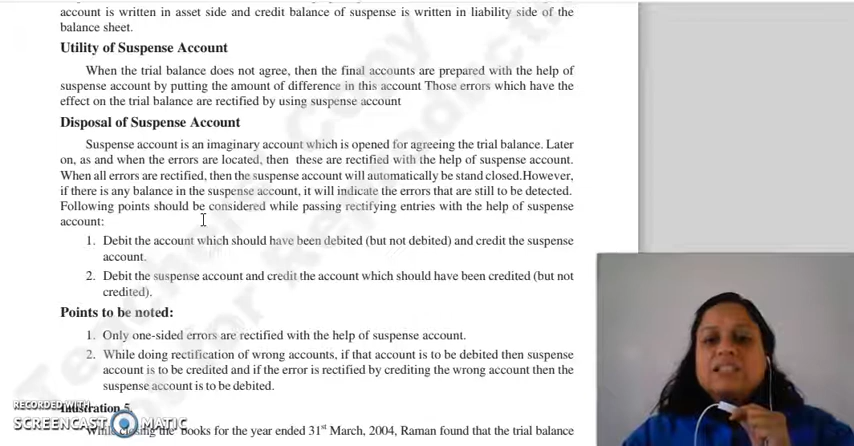 account is written in asset side and credit balance of suspense is written in liability side of the
balance sheet.
Utility of Suspense Account
When the trial balance does not agree, then the final accounts are prepared with the help of
suspense account by putting the amount of difference in this account Those errors which have the
effect on the trial balance are rectified by using suspense account
Disposal of Suspense Account
Suspense account is an imaginary account which is opened for agreeing the trial balance. Later
on, as and when the errors are located, then these are rectified with the help of suspense account.
When all errors are rectified, then the suspense account will automatically be stand closed.However,
if there is any balance in the suspense account, it will indicate the errors that are still to be detected.
Following points should be considered while passing rectifying entries with the help of suspense
account:
1. Debit the account which should have been debited (but not debited) and credit the suspense
account.
2. Debit the suspense account and credit the account which should have been credited (but not
credited).
Points to be noted:
1. Only one-sided errors are rectified with the help of suspense account.
2. While doing rectification of wrong accounts, if that account is to be debited then suspense
account is to be credited and if the error is rectified by crediting the wrong account then the
suspense account is to be debited.
RECORDED WITH
SCREENCAST MATIC
While closing the books for the year ended 31st March, 2004, Raman found that the trial balance